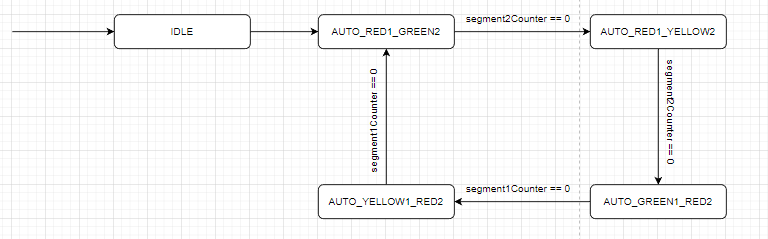 segment2Counter == 0
IDLE
AUTO_RED1_GREEN2
AUTO_RED1_YELLOW2
segment1Counter == 0
segment2Counter == 0
segment1Counter == 0
AUTO_YELLOW1_RED2
AUTO_GREEN1_RED2